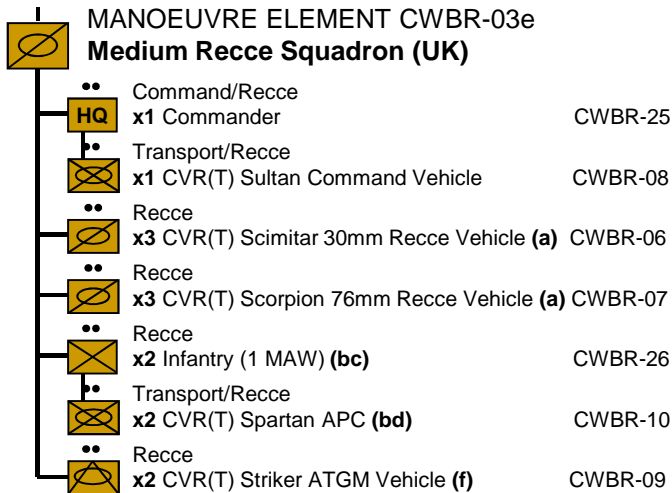 MANOEUVRE ELEMENT CWBR-03e
Medium Recce Squadron (UK)
Command/Recce
HQ x1 Commander CWBR-25
Transport/Recce
x1 CVR(T) Sultan Command Vehicle CWBR-08
Recce
x3 CVR(T) Scimitar 30mm Recce Vehicle (a) CWBR-06
Recce
x3 CVR(T) Scorpion 76mm Recce Vehicle (a) CWBR-07
Recce
x2 Infantry (1 MAW) (bc) CWBR-26
Transport/Recce
x2 CVR(T) Spartan APC (bd) CWBR-10
Recce
x2 CVR(T) Striker ATGM Vehicle (f) CWBR-09